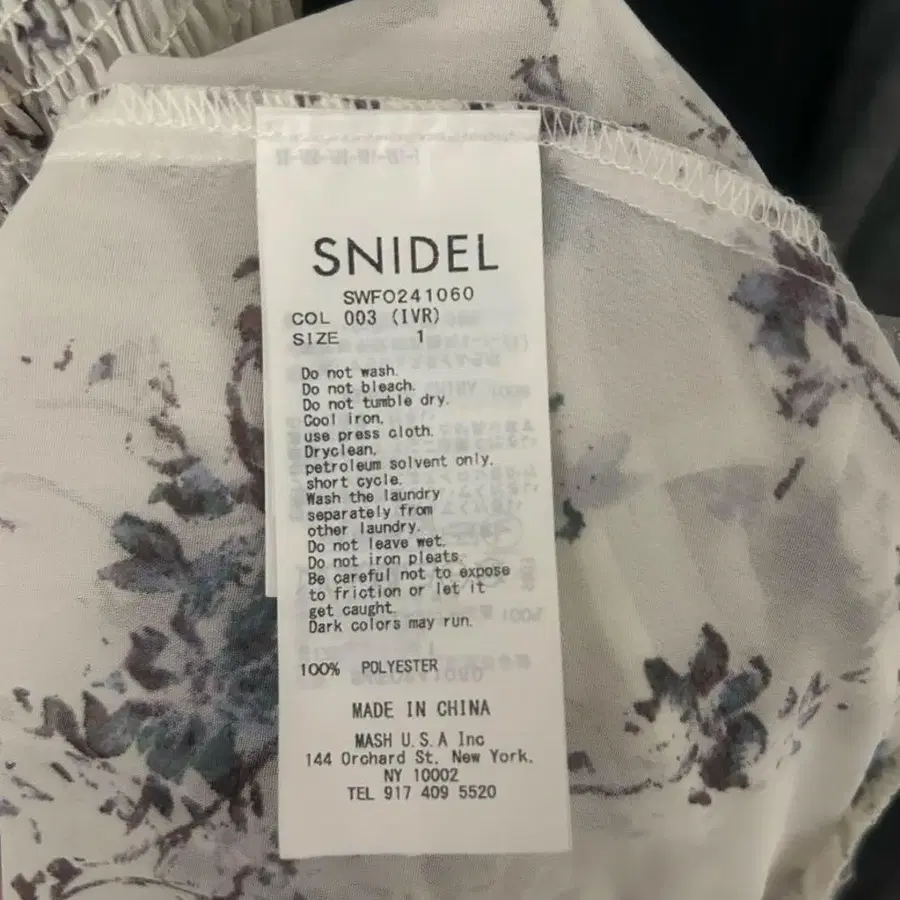 SNIDEL
SWFO241060
COL 003 (IVR)
SIZE 1
Do not wash.
Do not bleach.
Do not tumble dry.
Cool iron,
use press cloth.
Dryclean,
petroleum solvent only,
short cycle.
Wash the laundry
separately from
other laundry.
Do not leave wet.
Do not iron pleats.
Be careful not to expose
to friction or let it
get caught.
Dark colors may run.
100% POLYESTER
MADE IN CHINA
MASH U.S.A Inc
144 Orchard St. New York.
NY 10002
TEL 917 409 5520